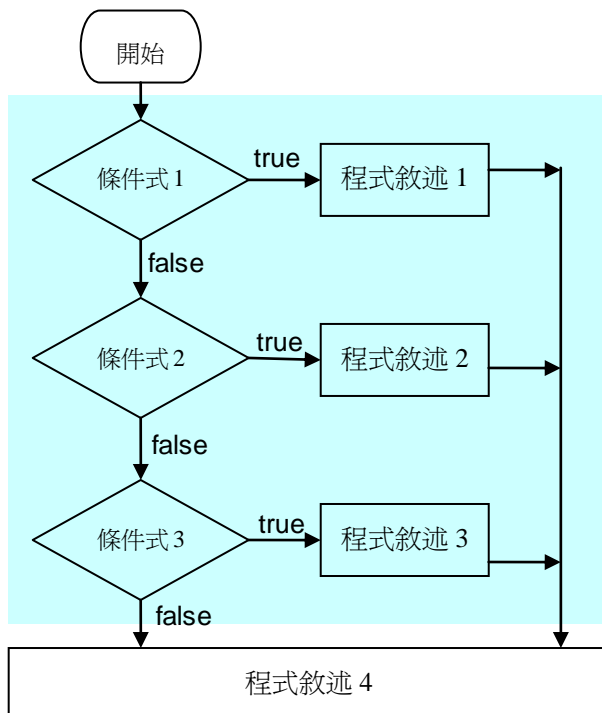 開始
條件式 1
true
程式敘述 1
false
條件式 2
true
程式敘述 2
false
條件式 3
true
程式敘述 3
false
程式敘述 4